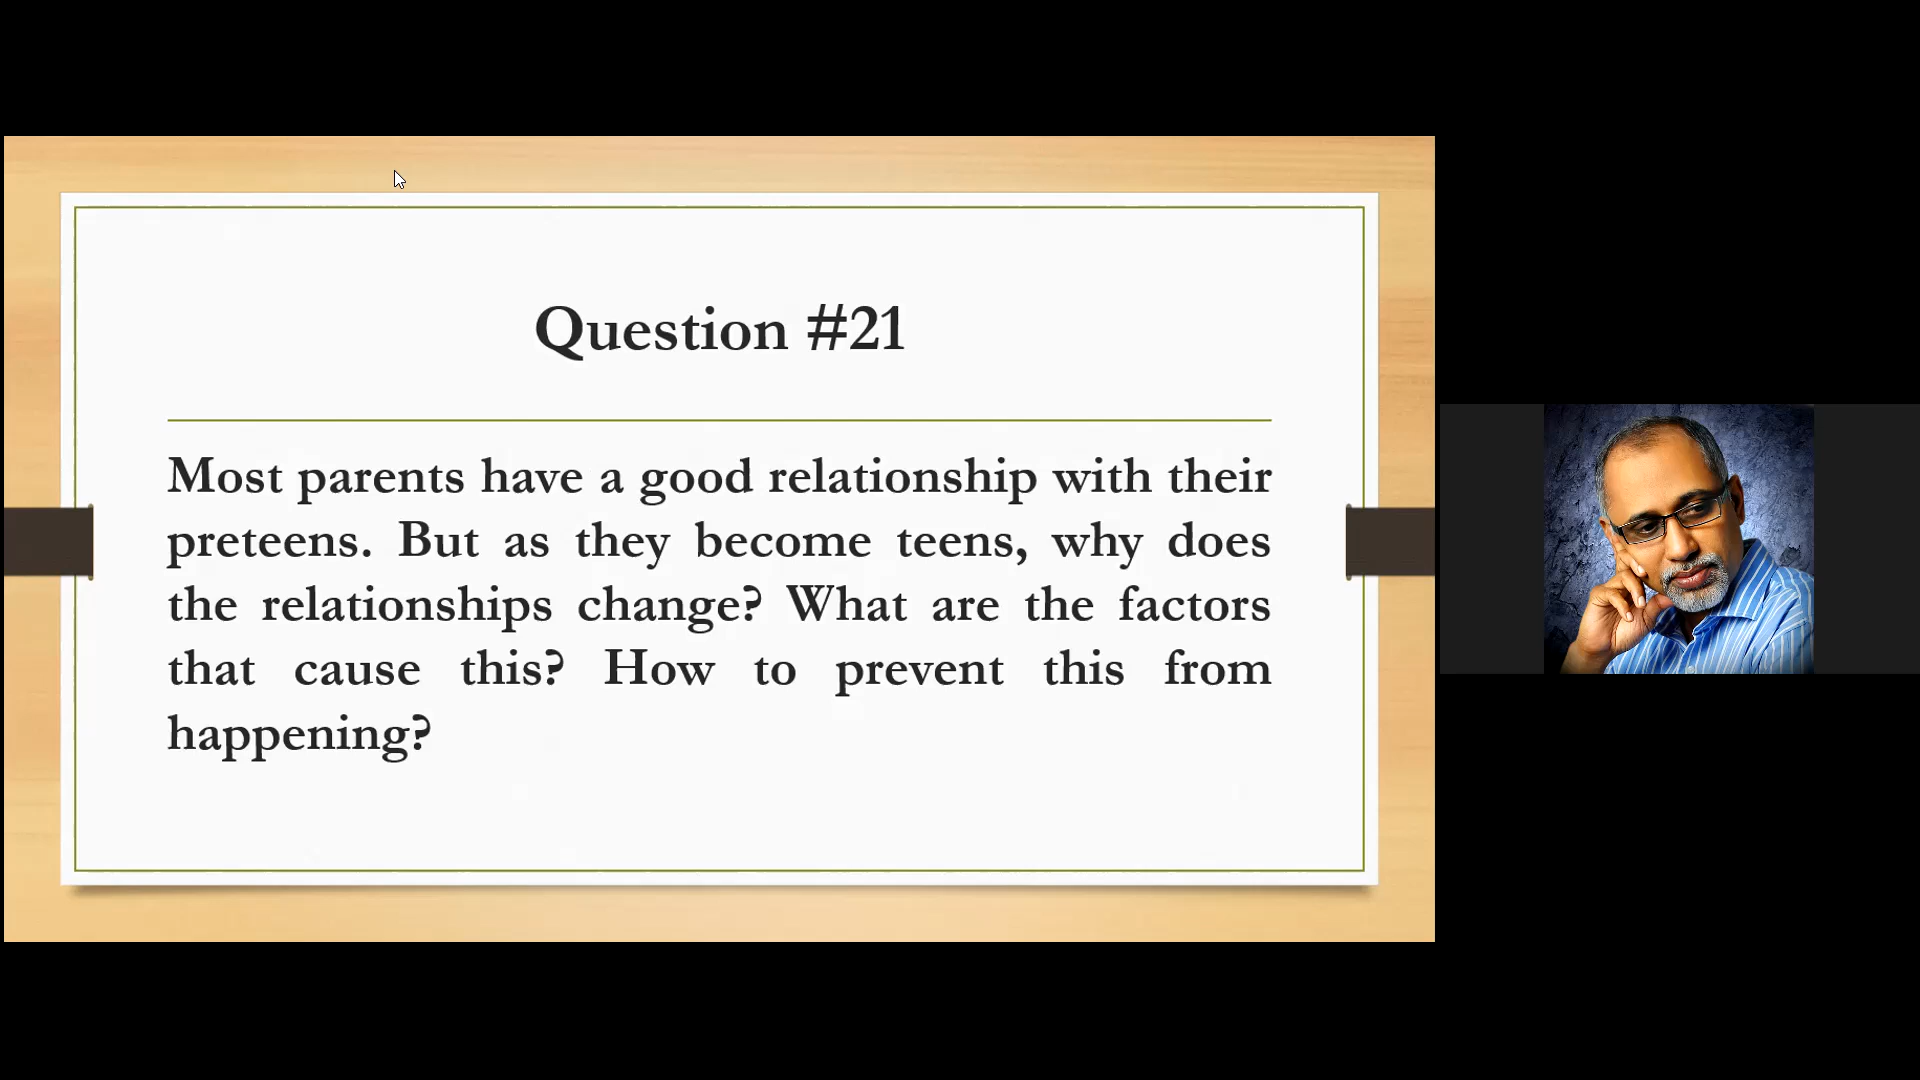 Question #21
Most parents have a good relationship with their
preteens. But as they become teens, why does
the relationships change? What are the factors
that cause this? How to prevent this from
happening?